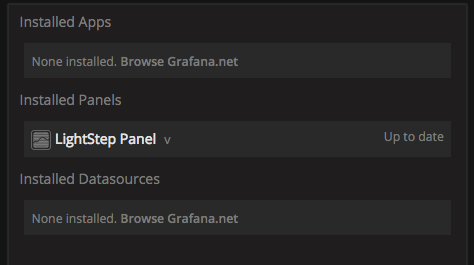 Installed Apps
None installed. Browse Grafana.net
Installed Panels
LightStep Panel v Up to date
Installed Datasources
None installed. Browse Grafana.net